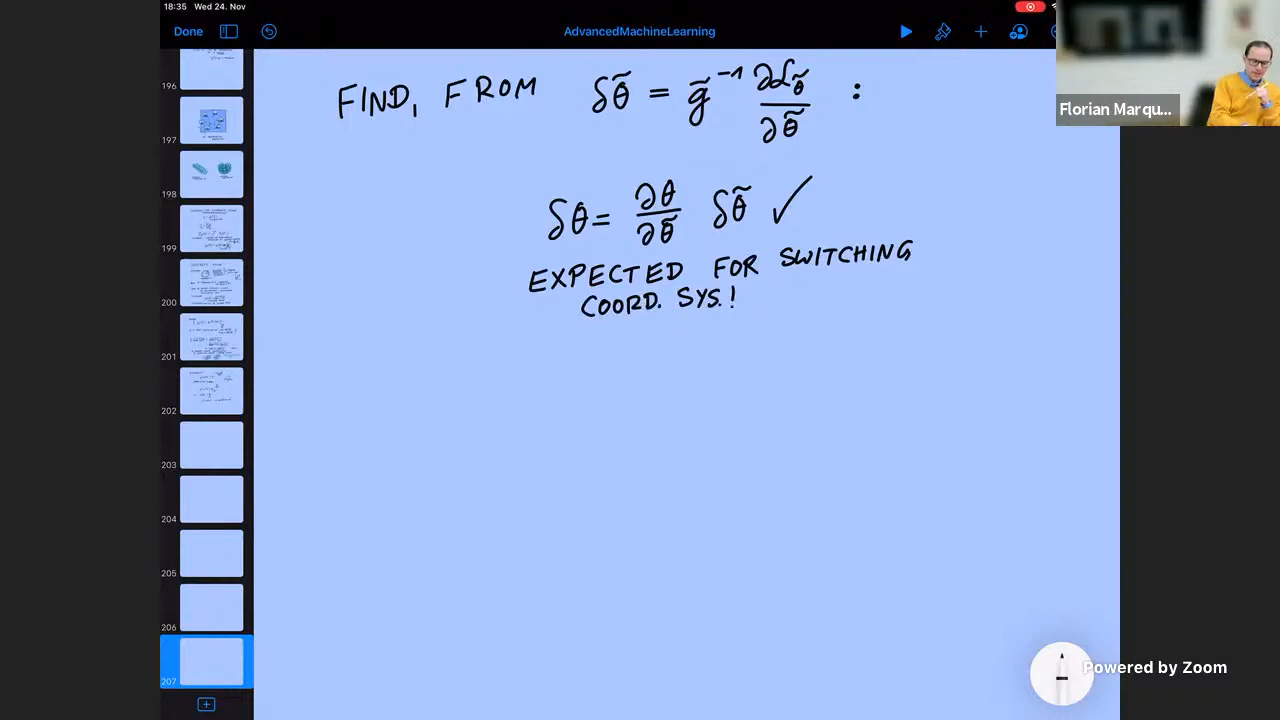 18:35 Wed 24. Nov
Done
AdvancedMachineLearning
Florian Marqu...
FIND, FROM δθ̃ = g̃⁻¹ ∂ℒ_θ̃ / ∂θ̃ :
δθ = ∂θ/∂θ̃ δθ̃ ✓
EXPECTED FOR SWITCHING
COORD. SYS.!
196
197
198
199
200
201
202
203
204
205
206
207
Powered by Zoom